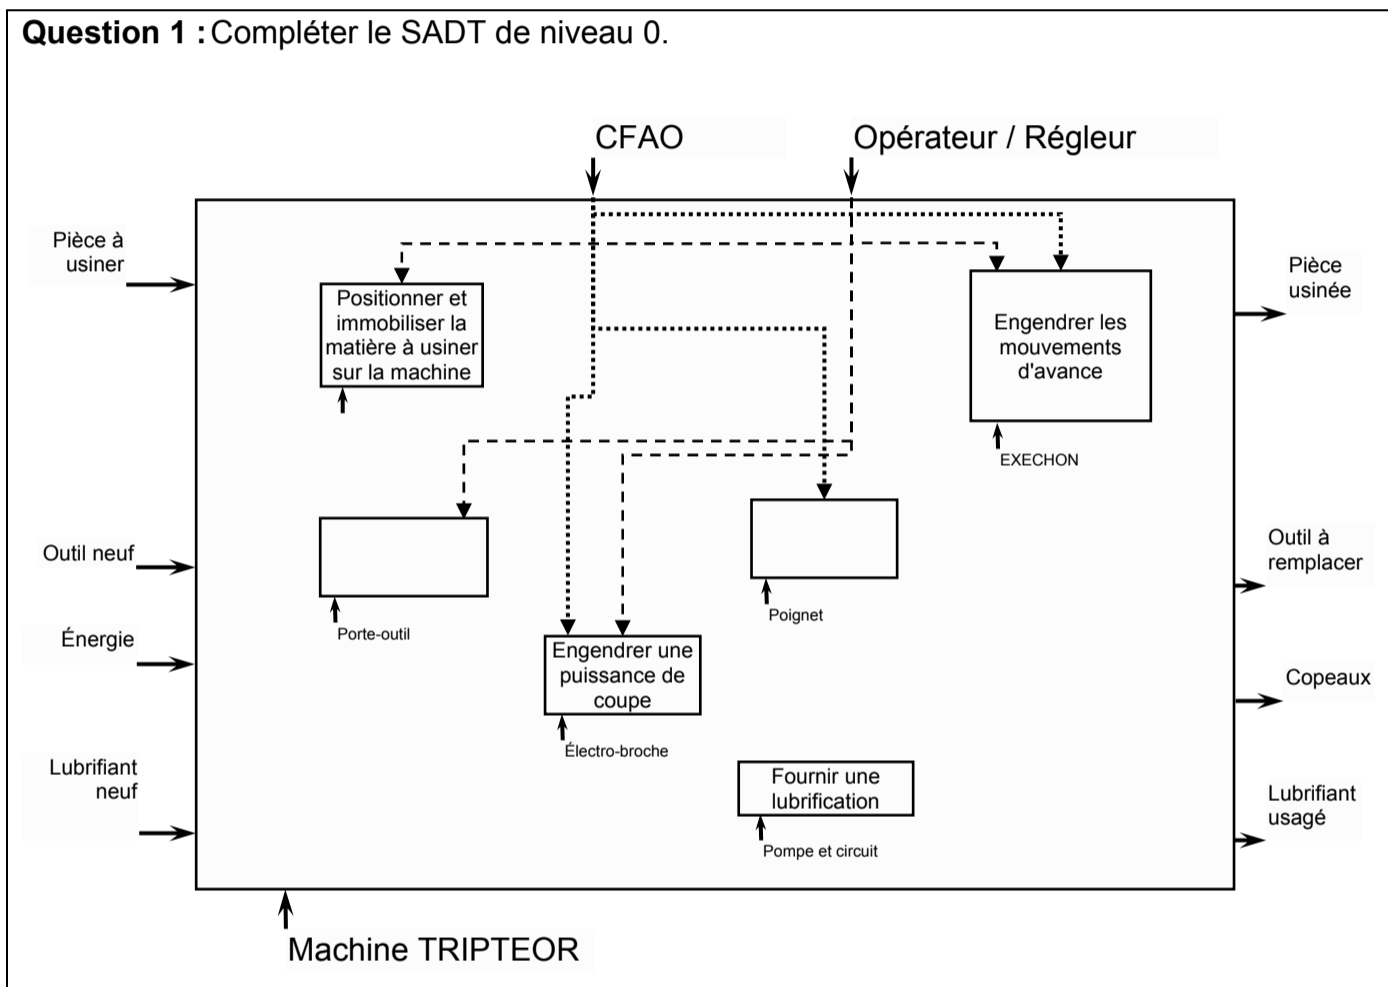 Question 1 : Compléter le SADT de niveau 0.
CFAO
Opérateur / Régleur
Pièce à
usiner
Positionner et
immobiliser la
matière à usiner
sur la machine
Engendrer les
mouvements
d'avance
Pièce
usinée
EXECHON
Outil neuf
Outil à
remplacer
Porte-outil
Poignet
Énergie
Engendrer une
puissance de
coupe
Copeaux
Électro-broche
Lubrifiant
neuf
Fournir une
lubrification
Lubrifiant
usagé
Pompe et circuit
Machine TRIPTEOR